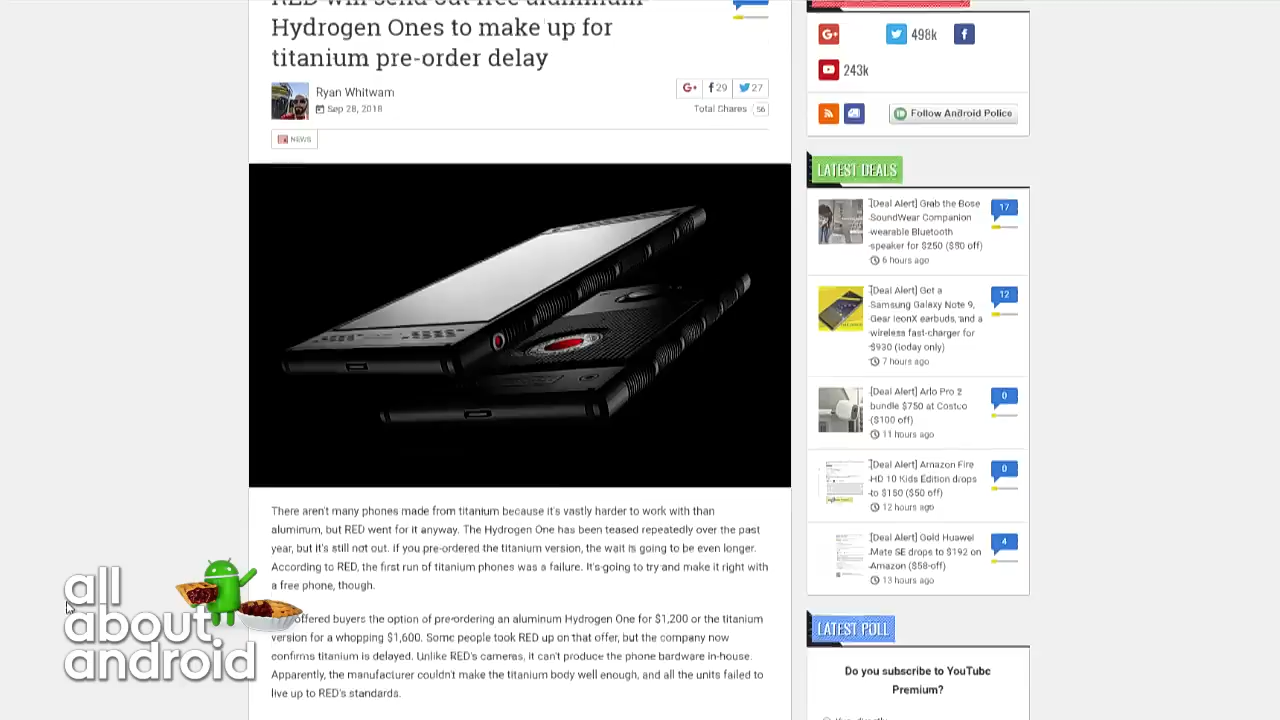 RED will send out free aluminum
Hydrogen Ones to make up for
titanium pre-order delay
Ryan Whitwam
Sep 28, 2018
G+
29
27
Total Shares 56
NEWS
There aren't many phones made from titanium because it's vastly harder to work with than
aluminum, but RED went for it anyway. The Hydrogen One has been teased repeatedly over the past
year, but it's still not out. If you pre-ordered the titanium version, the wait is going to be even longer.
According to RED, the first run of titanium phones was a failure. It's going to try and make it right with
a free phone, though.
offered buyers the option of pre-ordering an aluminum Hydrogen One for $1,200 or the titanium
version for a whopping $1,600. Some people took RED up on that offer, but the company now
confirms titanium is delayed. Unlike RED's cameras, it can't produce the phone hardware in-house.
Apparently, the manufacturer couldn't make the titanium body well enough, and all the units failed to
live up to RED's standards.
all
about
android
G+
498k
243k
Follow Android Police
LATEST DEALS
[Deal Alert] Grab the Bose
SoundWear Companion
wearable Bluetooth
speaker for $250 ($50 off)
6 hours ago
17
[Deal Alert] Get a
Samsung Galaxy Note 9,
Gear IconX earbuds, and a
wireless fast-charger for
$930 (today only)
7 hours ago
12
[Deal Alert] Arlo Pro 2
bundle $750 at Costco
($100 off)
11 hours ago
0
[Deal Alert] Amazon Fire
HD 10 Kids Edition drops
to $150 ($50 off)
12 hours ago
0
[Deal Alert] Gold Huawei
Mate SE drops to $192 on
Amazon ($58-off)
13 hours ago
4
LATEST POLL
Do you subscribe to YouTube
Premium?